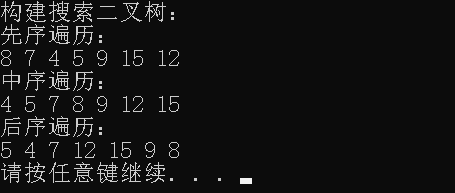 构建搜索二叉树：
先序遍历：
8 7 4 5 9 15 12
中序遍历：
4 5 7 8 9 12 15
后序遍历：
5 4 7 12 15 9 8
请按任意键继续. . .